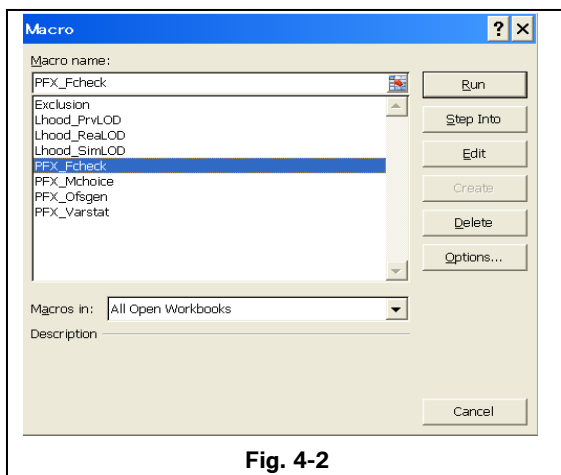 Macro
Macro name:
PFX_Fcheck
Run
Exclusion
Lhood_PrvLOD
Lhood_ReaLOD
Lhood_SimLOD
PFX_Fcheck
PFX_Mchoice
PFX_Ofsgen
PFX_Varstat
Step Into
Edit
Create
Delete
Options...
Macros in: All Open Workbooks
Description
Cancel
Fig. 4-2